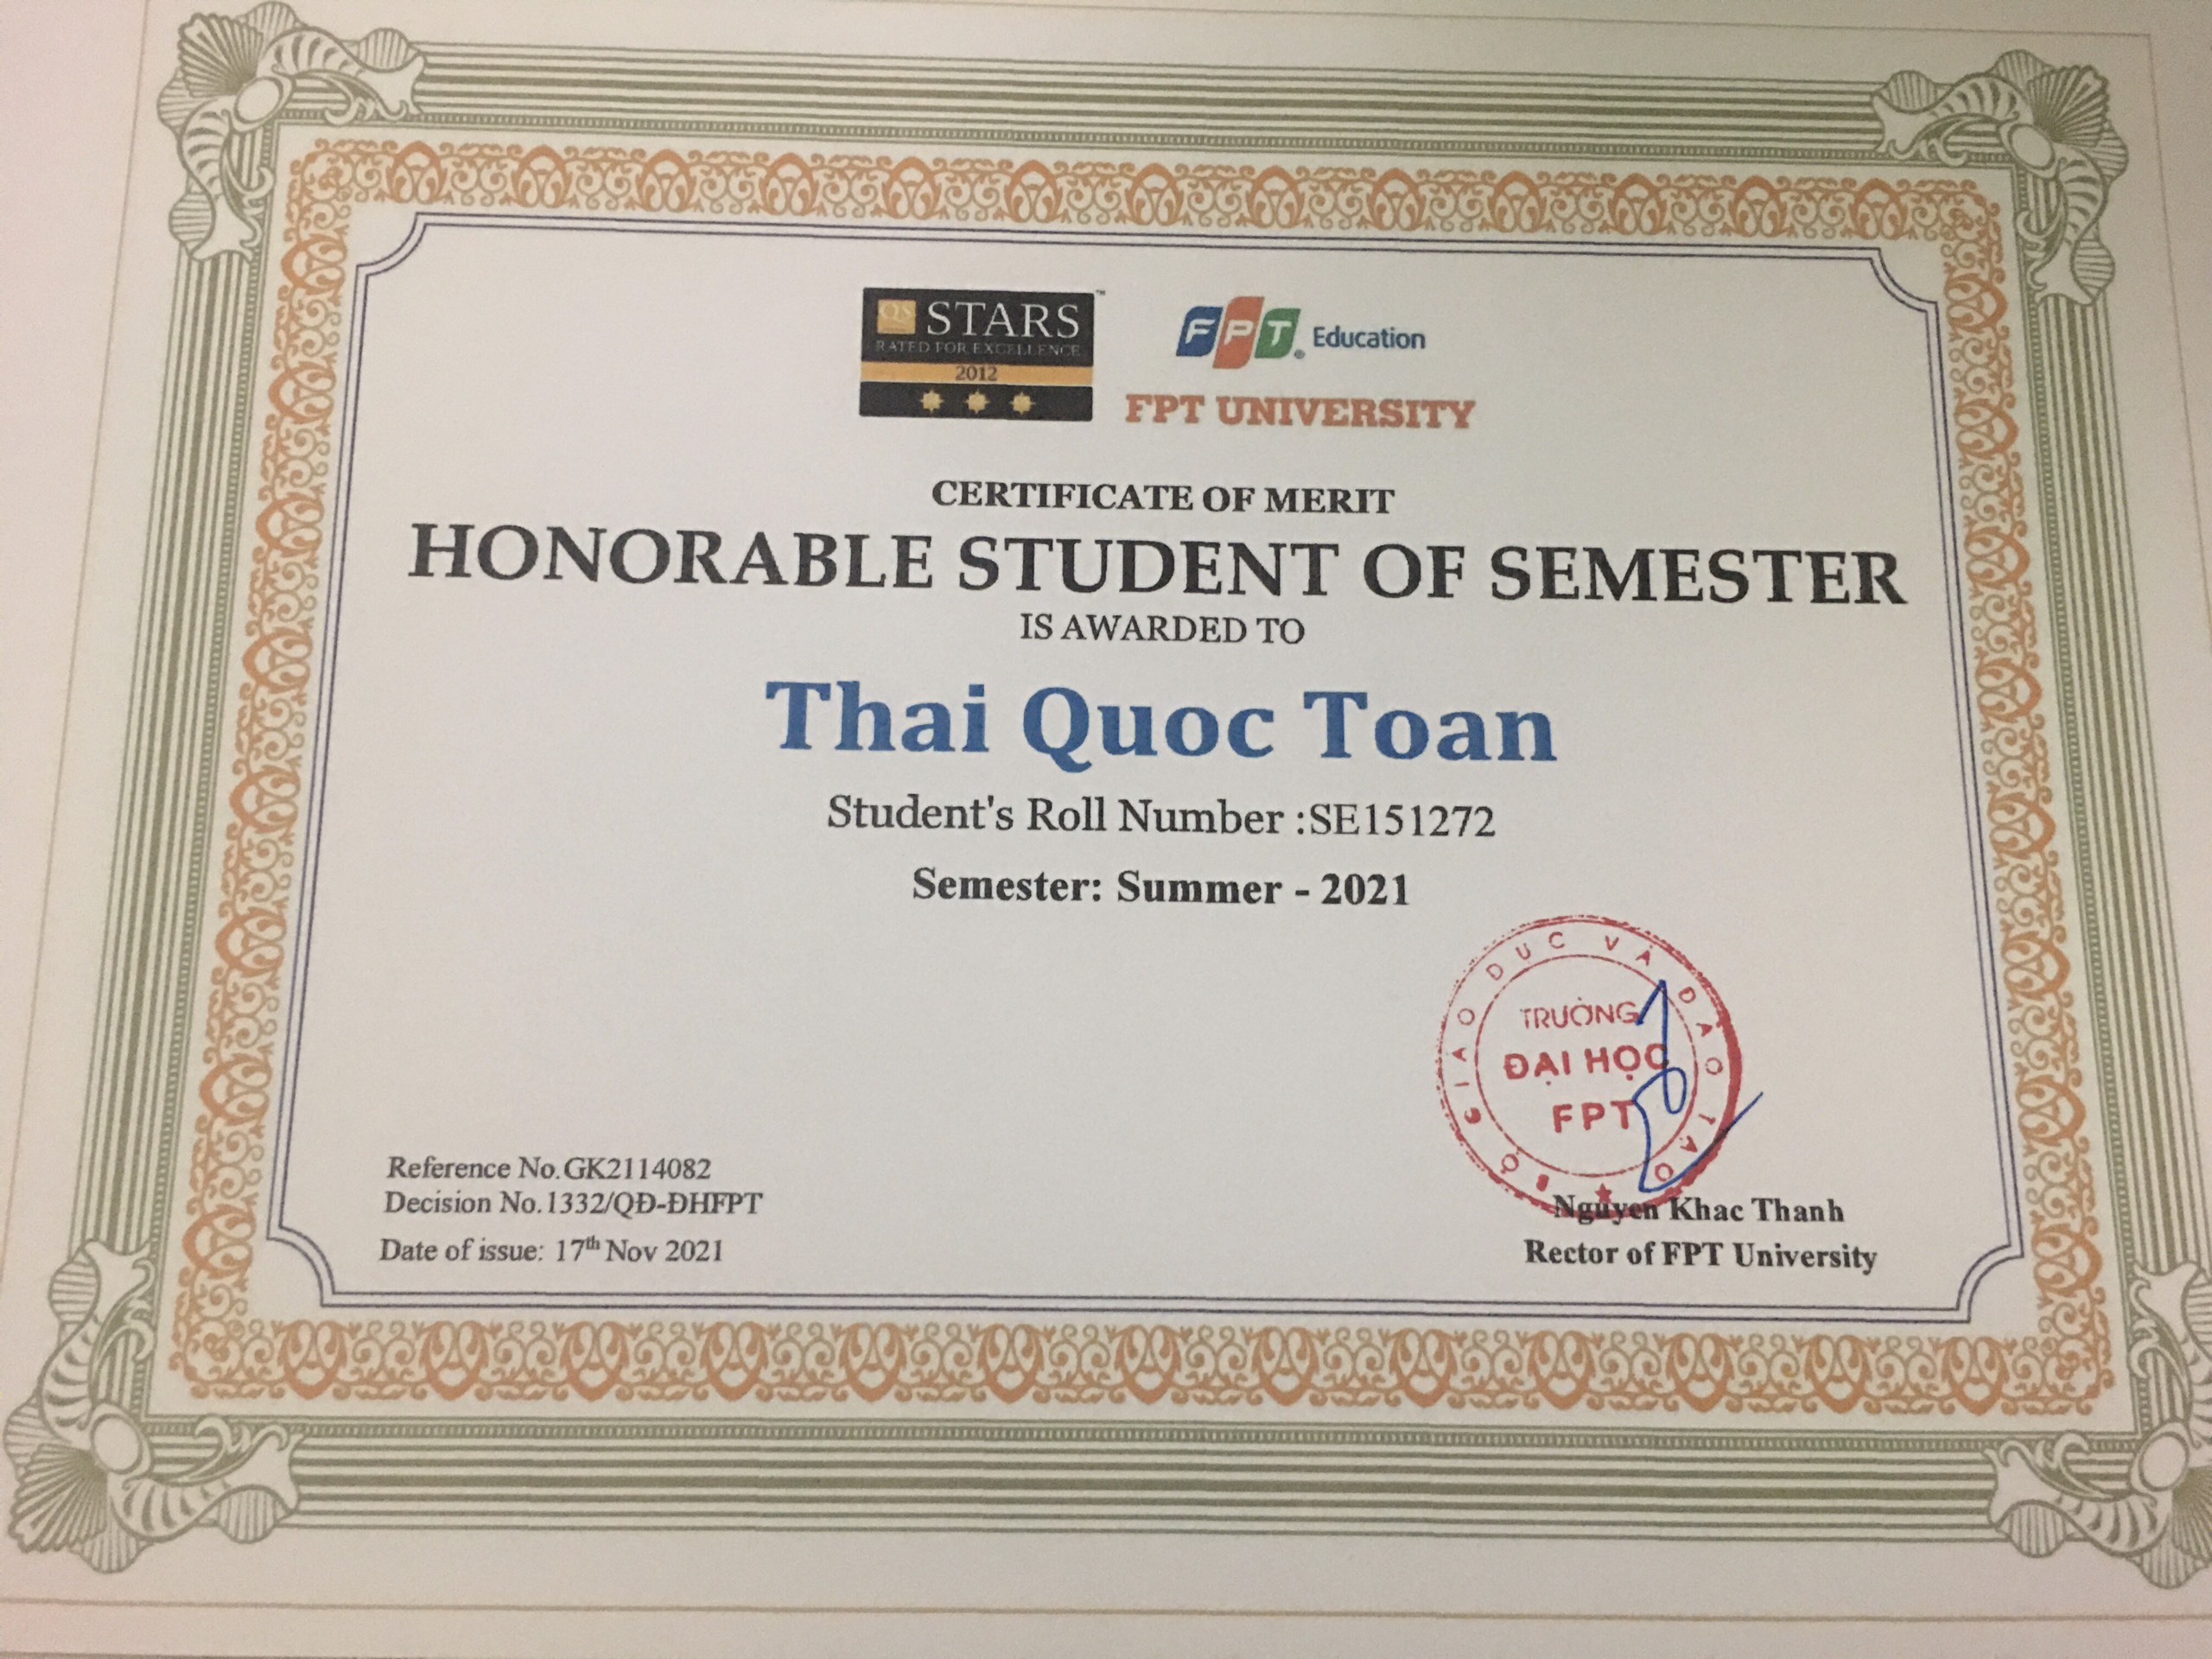 QS STARS™
RATED FOR EXCELLENCE
2012
FPT Education
FPT UNIVERSITY
CERTIFICATE OF MERIT
HONORABLE STUDENT OF SEMESTER
IS AWARDED TO
Thai Quoc Toan
Student's Roll Number :SE151272
Semester: Summer - 2021
BỘ GIÁO DỤC VÀ ĐÀO TẠO
TRƯỜNG
ĐẠI HỌC
FPT
Reference No.GK2114082
Decision No.1332/QĐ-ĐHFPT
Date of issue: 17th Nov 2021
Nguyen Khac Thanh
Rector of FPT University